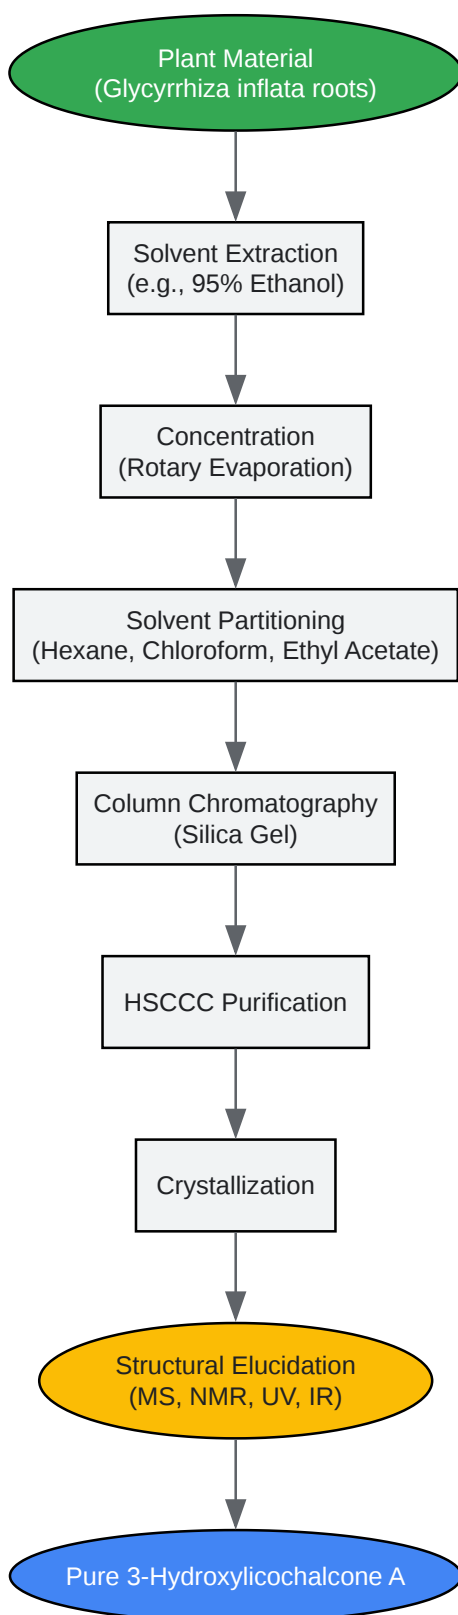 Plant Material
(Glycyrrhiza inflata roots)
Solvent Extraction
(e.g., 95% Ethanol)
Concentration
(Rotary Evaporation)
Solvent Partitioning
(Hexane, Chloroform, Ethyl Acetate)
Column Chromatography
(Silica Gel)
HSCCC Purification
Crystallization
Structural Elucidation
(MS, NMR, UV, IR)
Pure 3-Hydroxylicochalcone A